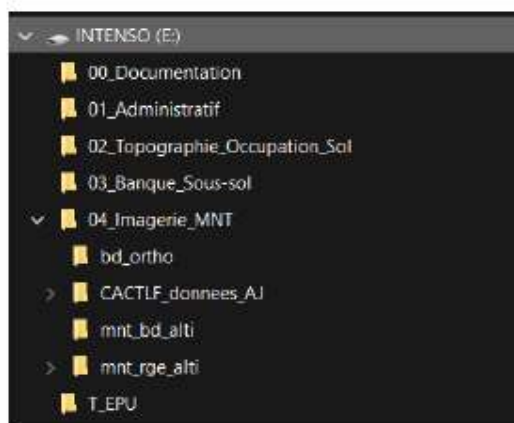 INTENSO (E:)
00_Documentation
01_Administratif
02_Topographie_Occupation_Sol
03_Banque_Sous-sol
04_Imagerie_MNT
bd_ortho
CACTLF_donnees_AJ
mnt_bd_alti
mnt_rge_alti
T_EPU